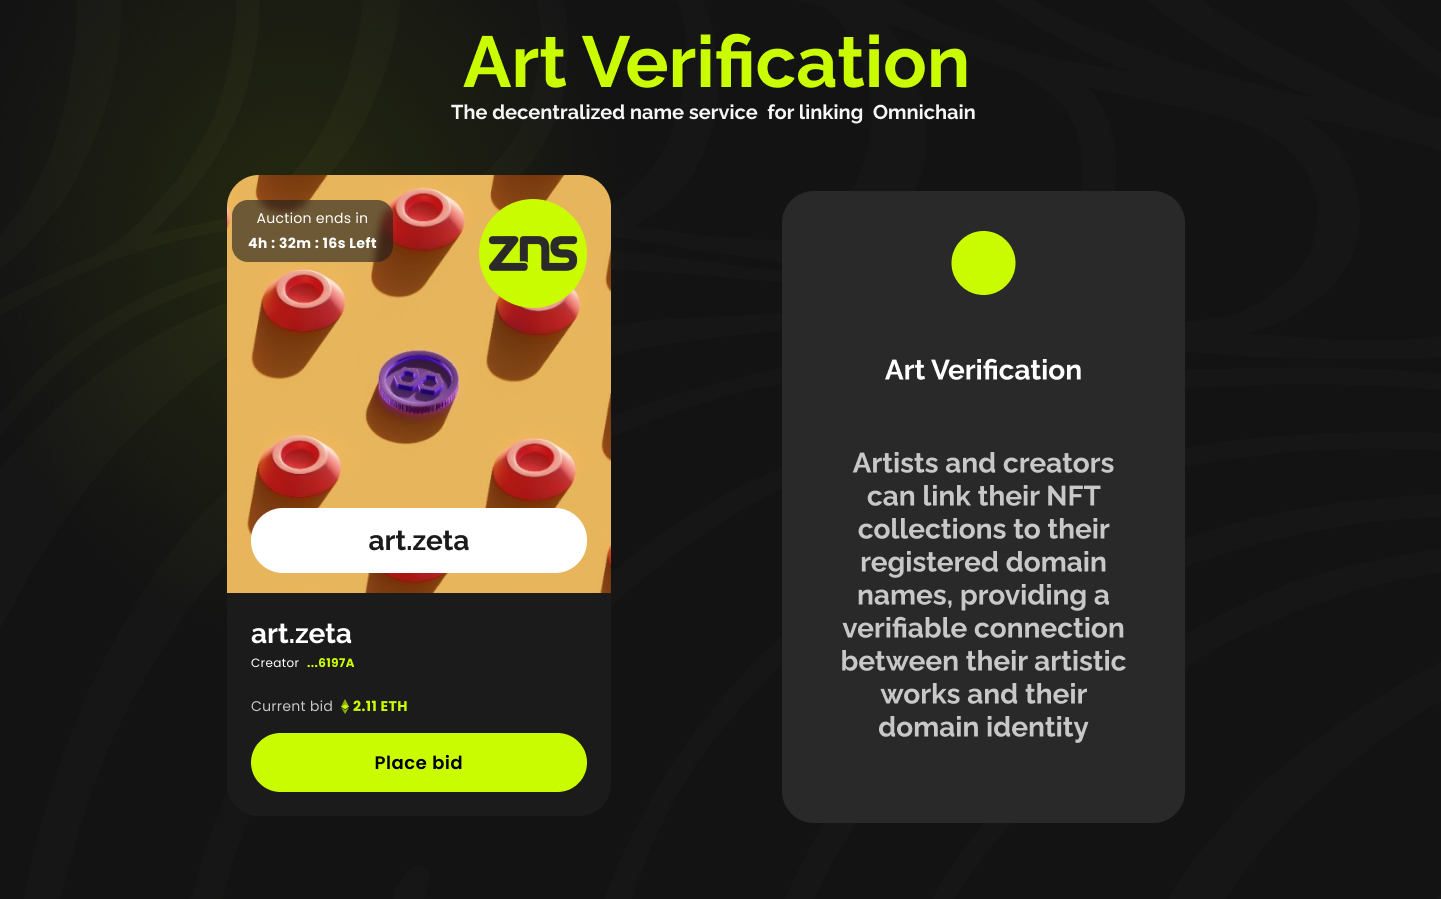 Art Verification
The decentralized name service for linking Omnichain
Auction ends in
4h : 32m : 16s Left
zns
art.zeta
art.zeta
Creator ...6197A
Current bid 2.11 ETH
Place bid
Art Verification
Artists and creators
can link their NFT
collections to their
registered domain
names, providing a
verifiable connection
between their artistic
works and their
domain identity